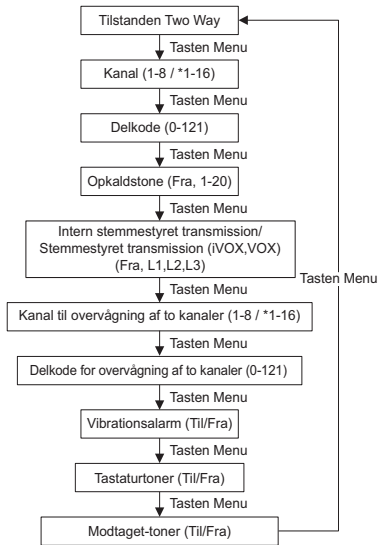 Tilstanden Two Way
Tasten Menu
Kanal (1-8 / *1-16)
Tasten Menu
Delkode (0-121)
Tasten Menu
Opkaldstone (Fra, 1-20)
Tasten Menu
Intern stemmestyret transmission/
Stemmestyret transmission (iVOX,VOX)
(Fra, L1,L2,L3)
Tasten Menu
Tasten Menu
Kanal til overvågning af to kanaler (1-8 / *1-16)
Tasten Menu
Delkode for overvågning af to kanaler (0-121)
Tasten Menu
Vibrationsalarm (Til/Fra)
Tasten Menu
Tastaturtoner (Til/Fra)
Tasten Menu
Modtaget-toner (Til/Fra)